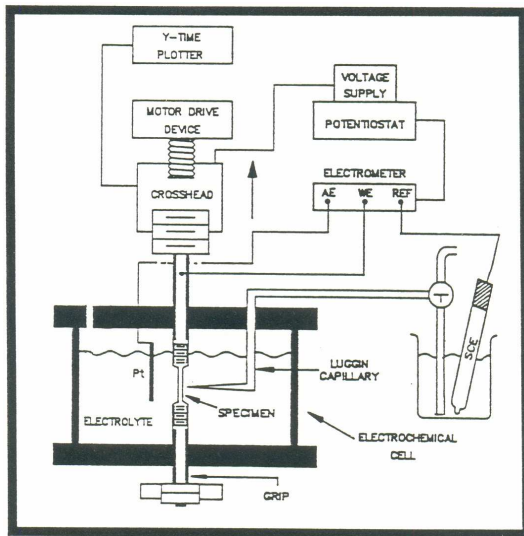 Y-TIME
PLOTTER
VOLTAGE
SUPPLY
MOTOR DRIVE
DEVICE
POTENTIOSTAT
ELECTROMETER
CROSSHEAD
AE WE REF
Pt
LUGGIN
CAPILLARY
SCE
SPECIMEN
ELECTROLYTE
ELECTROCHEMICAL
CELL
GRIP